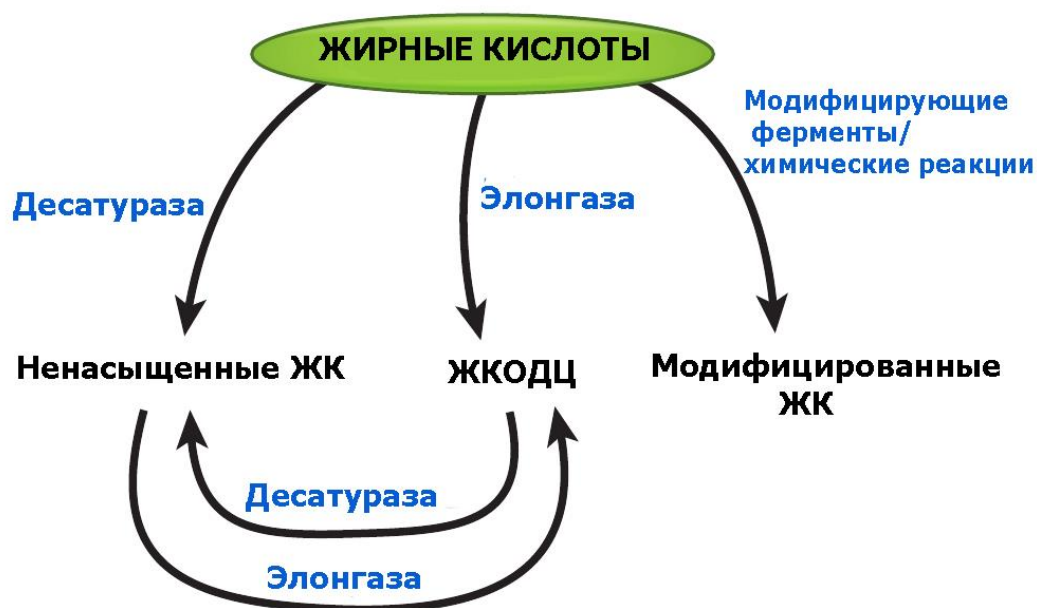 ЖИРНЫЕ КИСЛОТЫ
Модифицирующие
ферменты/
химические реакции
Десатураза
Элонгаза
Ненасыщенные ЖК
ЖКОДЦ
Модифицированные
ЖК
Десатураза
Элонгаза